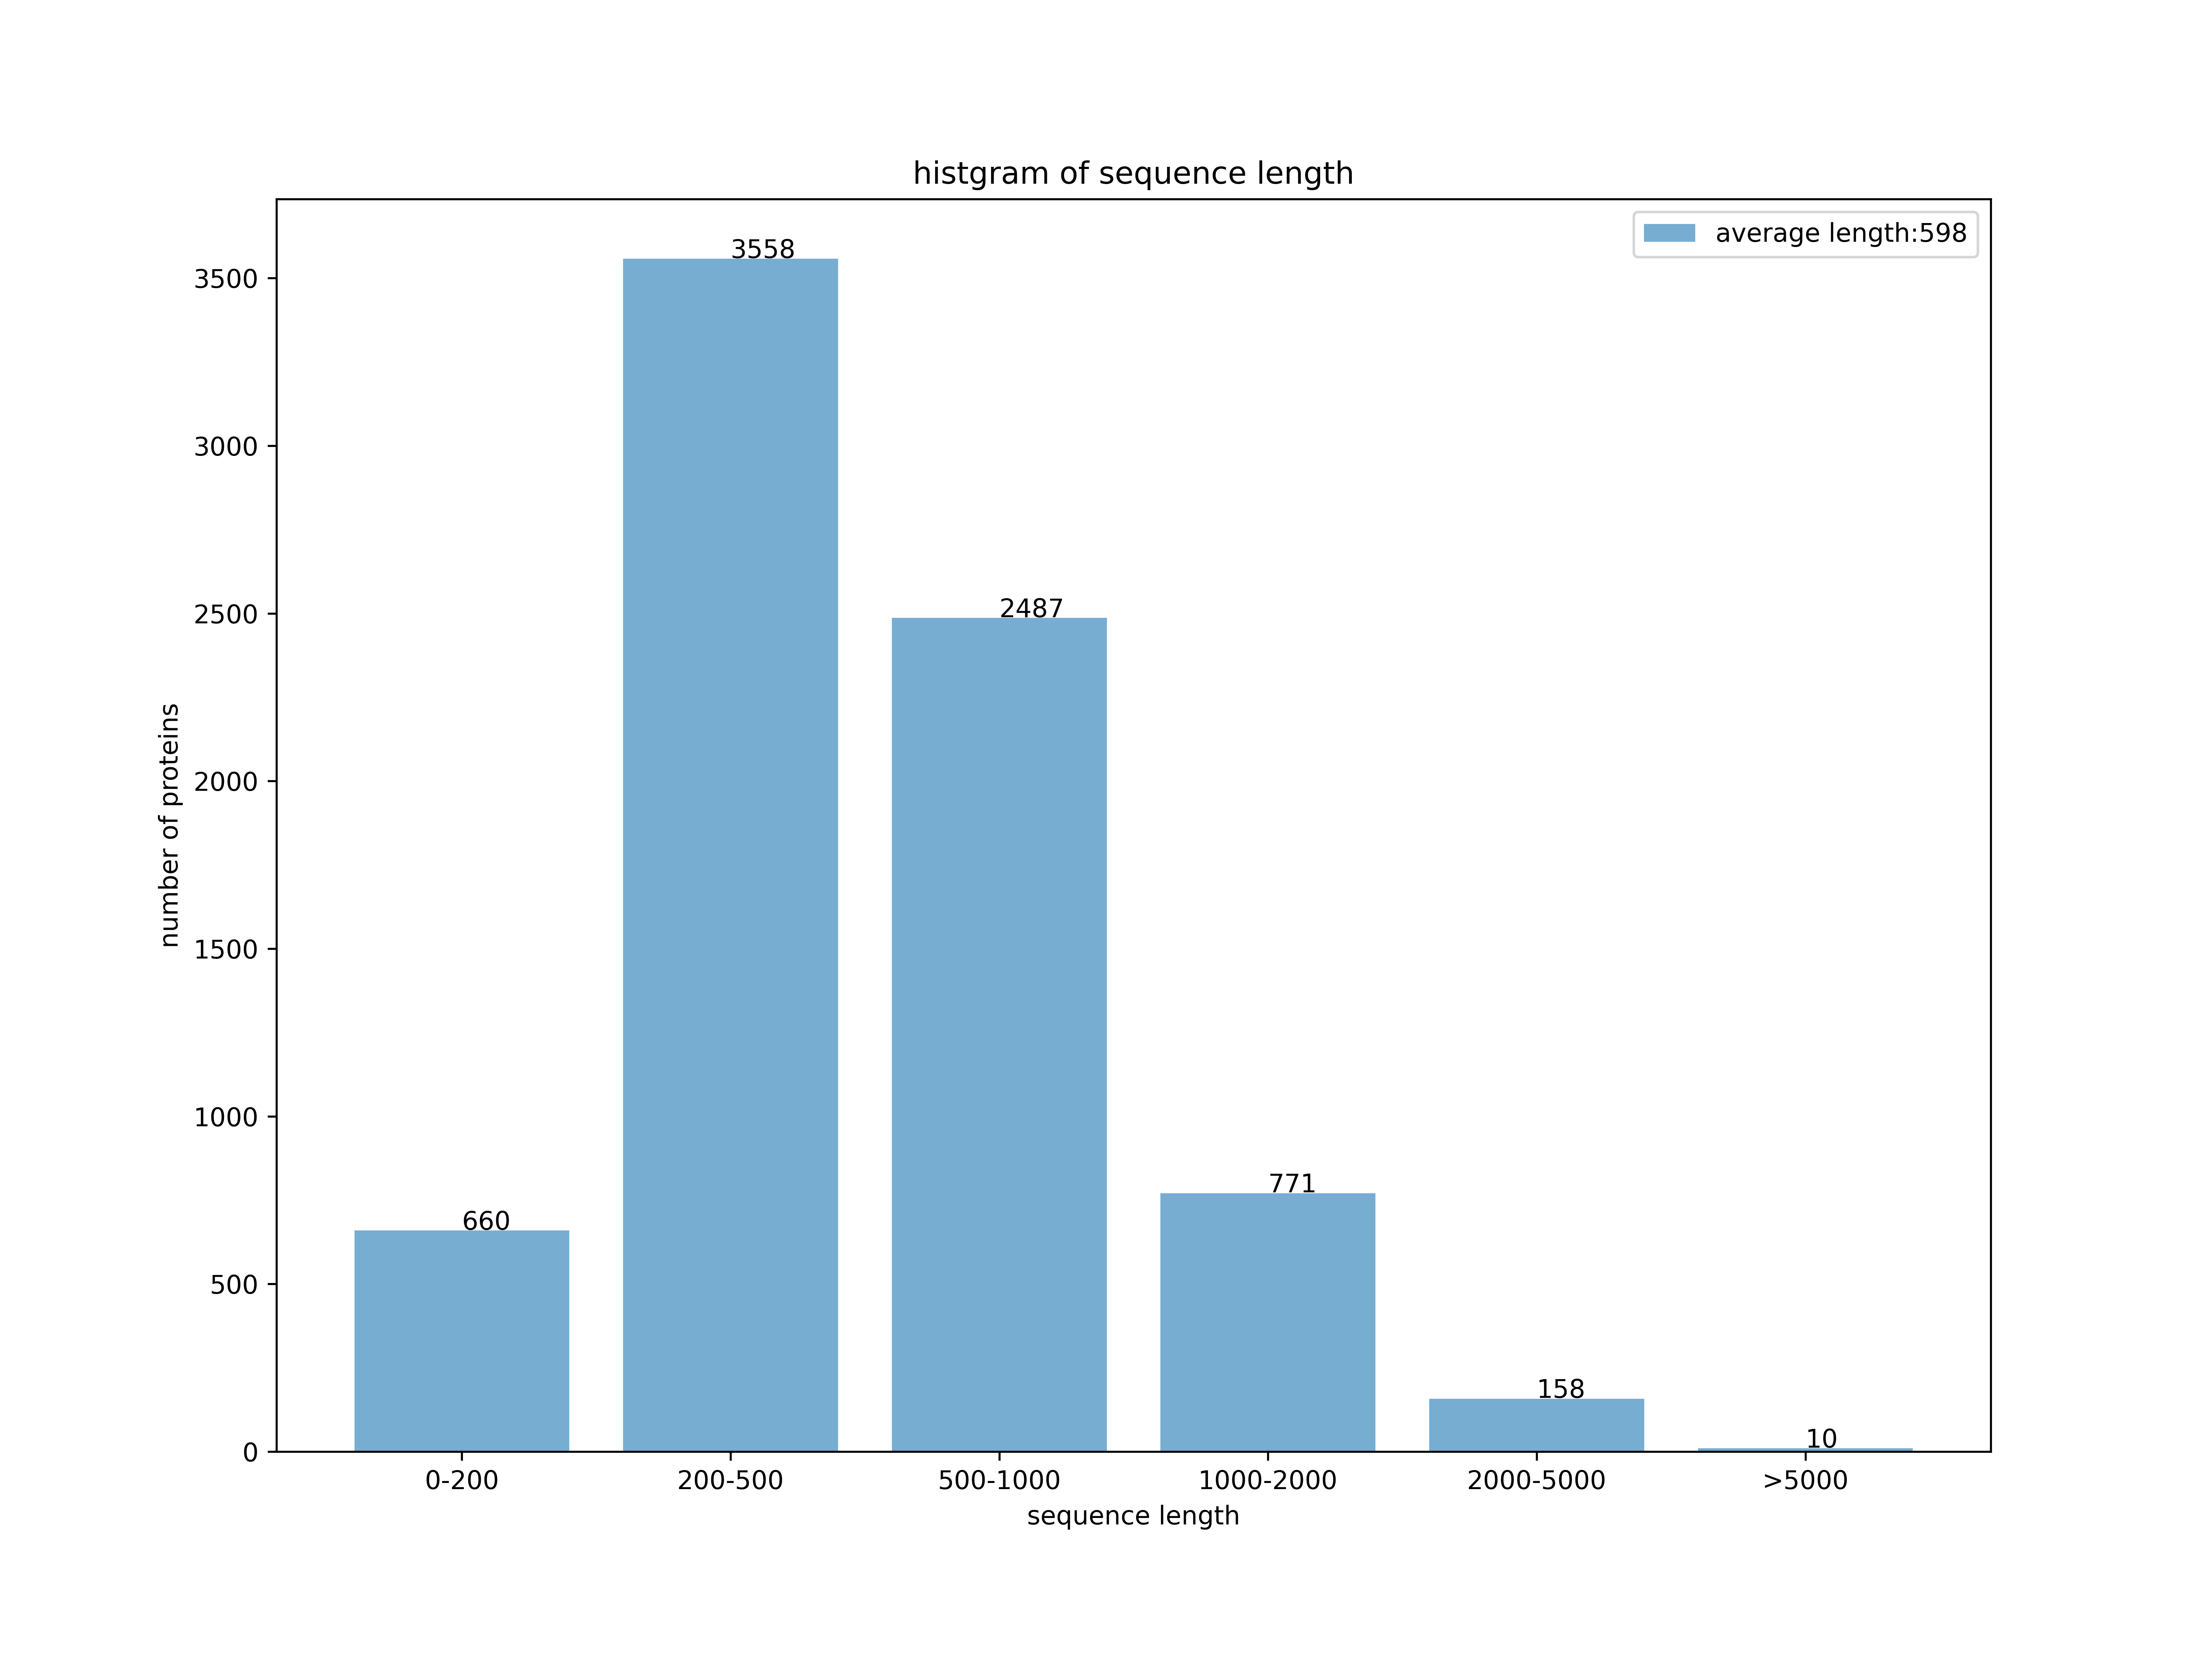 histgram of sequence length
average length:598
3558
3500
3000
2487
2500
2000
1500
1000
771
660
500
158
10
0
number of proteins
0-200 200-500 500-1000 1000-2000 2000-5000 >5000
sequence length